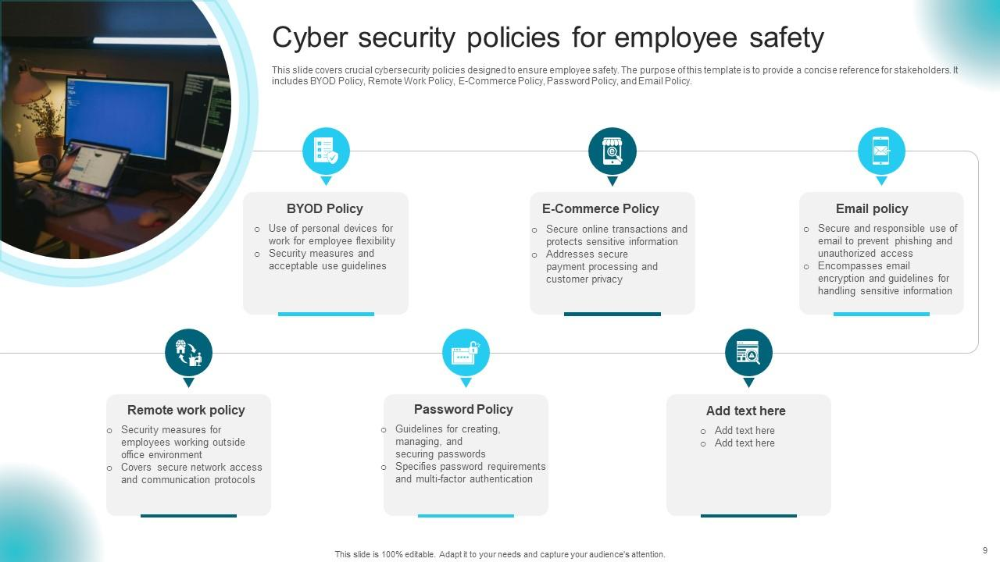 Cyber security policies for employee safety
This slide covers crucial cybersecurity policies designed to ensure employee safety. The purpose of this template is to provide a concise reference for stakeholders. It
includes BYOD Policy, Remote Work Policy, E-Commerce Policy, Password Policy, and Email Policy.
BYOD Policy
○ Use of personal devices for
work for employee flexibility
○ Security measures and
acceptable use guidelines
E-Commerce Policy
○ Secure online transactions and
protects sensitive information
○ Addresses secure
payment processing and
customer privacy
Email policy
○ Secure and responsible use of
email to prevent phishing and
unauthorized access
○ Encompasses email
encryption and guidelines for
handling sensitive information
Remote work policy
○ Security measures for
employees working outside
office environment
○ Covers secure network access
and communication protocols
Password Policy
○ Guidelines for creating,
managing, and
securing passwords
○ Specifies password requirements
and multi-factor authentication
Add text here
○ Add text here
○ Add text here
This slide is 100% editable. Adapt it to your needs and capture your audience's attention.
9